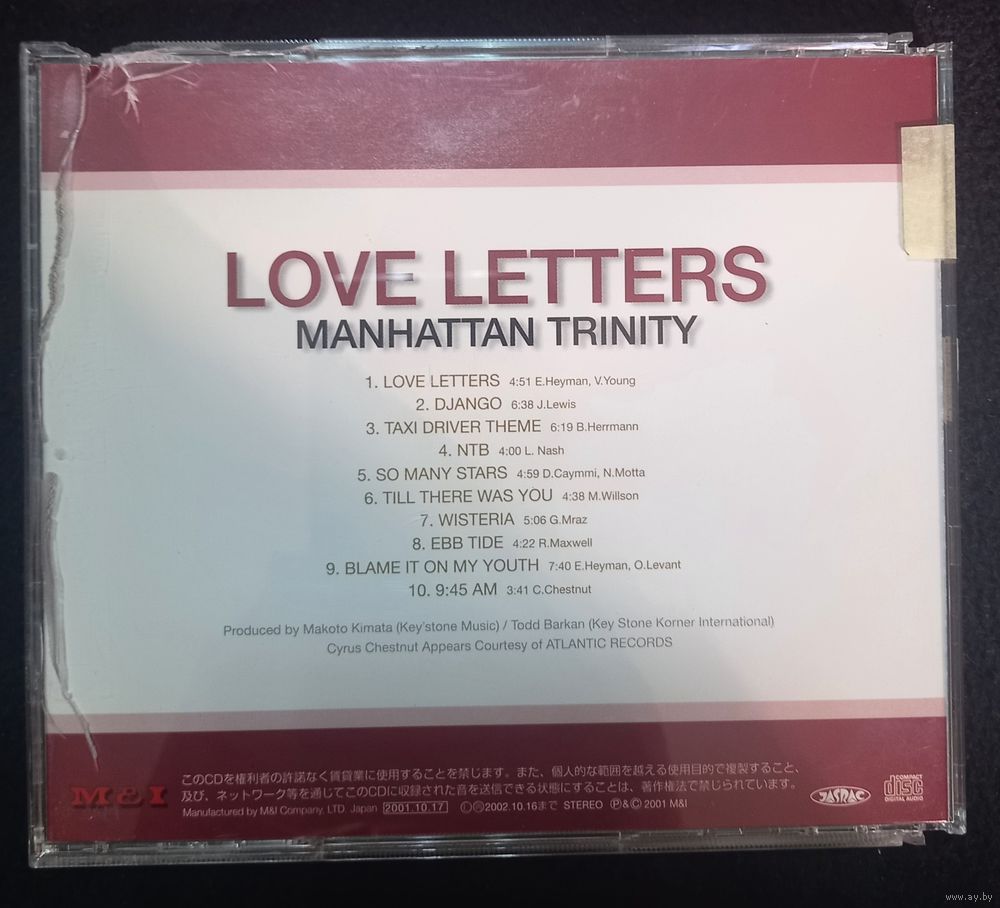 LOVE LETTERS
MANHATTAN TRINITY
1. LOVE LETTERS 4:51 E.Heyman, V.Young
2. DJANGO 6:38 J.Lewis
3. TAXI DRIVER THEME 6:19 B.Herrmann
4. NTB 4:00 L. Nash
5. SO MANY STARS 4:59 D.Caymmi, N.Motta
6. TILL THERE WAS YOU 4:38 M.Willson
7. WISTERIA 5:06 G.Mraz
8. EBB TIDE 4:22 R.Maxwell
9. BLAME IT ON MY YOUTH 7:40 E.Heyman, O.Levant
10. 9:45 AM 3:41 C.Chestnut
Produced by Makoto Kimata (Key'stone Music) / Todd Barkan (Key Stone Korner International)
Cyrus Chestnut Appears Courtesy of ATLANTIC RECORDS
M&I
このCDを権利者の許諾なく賃貸業に使用することを禁じます。また、個人的な範囲を越える使用目的で複製すること、
及び、ネットワーク等を通じてこのCDに収録された音を送信できる状態にすることは、著作権法で禁じられています。
Manufactured by M&I Company, LTD. Japan 2001.10.17 2002.10.16まで STEREO Ⓟ&© 2001 M&I
JASRAC
COMPACT
disc
DIGITAL AUDIO
www.ay.by